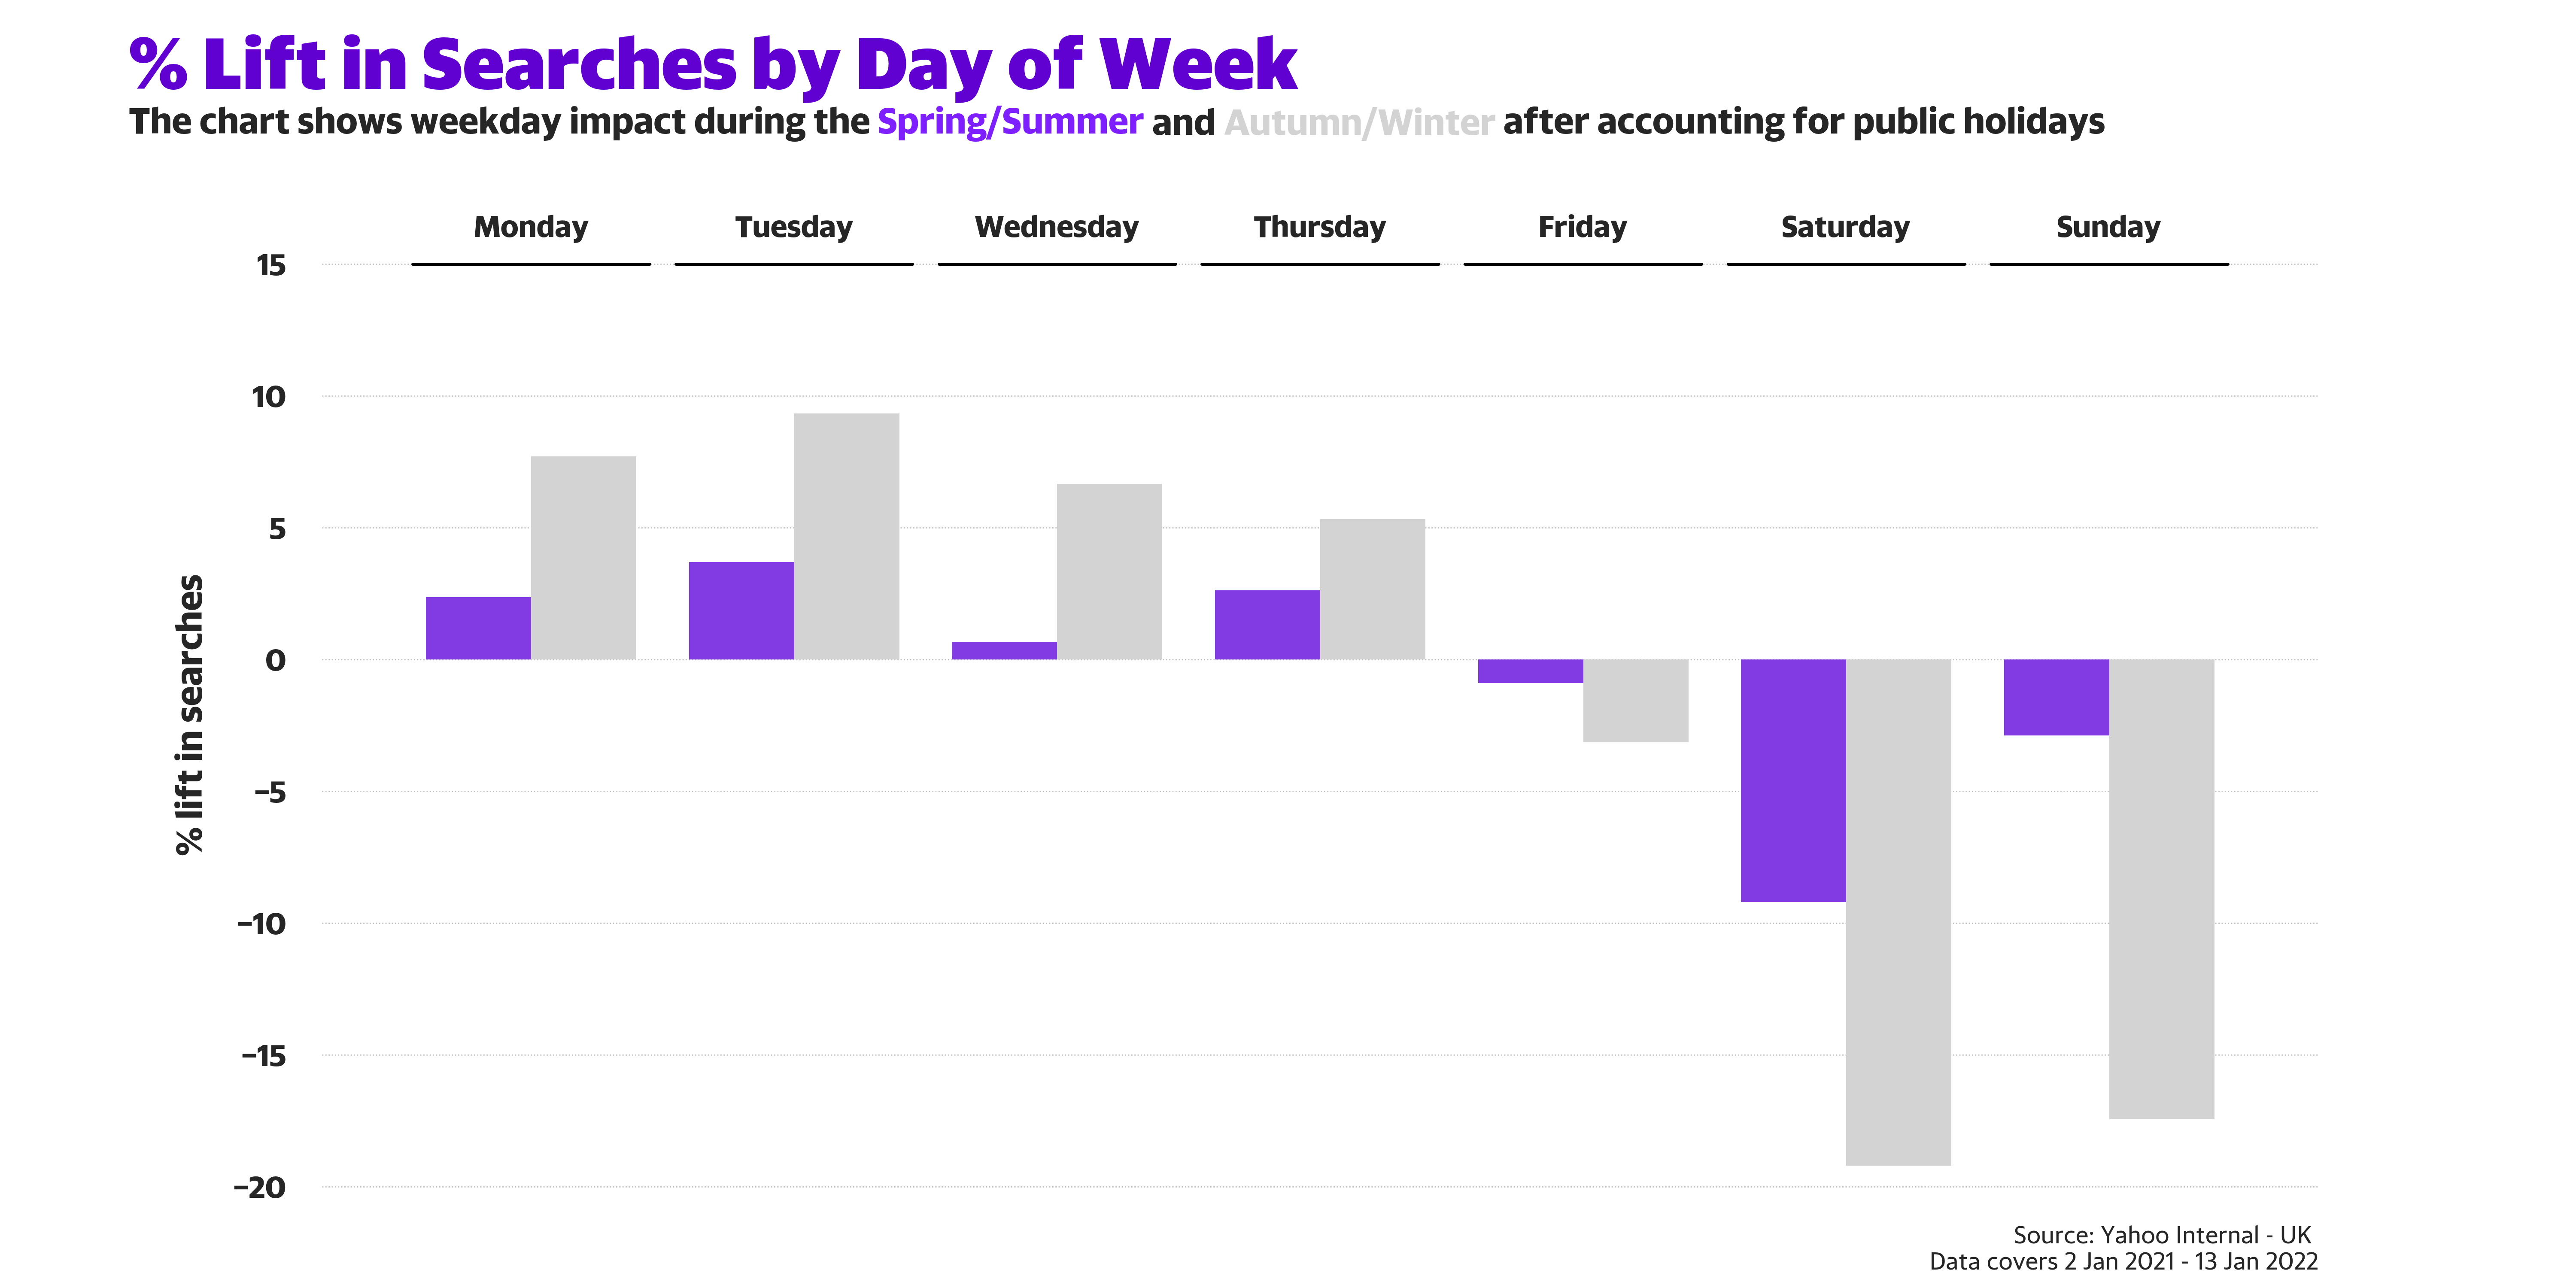 % Lift in Searches by Day of Week
The chart shows weekday impact during the Spring/Summer and Autumn/Winter after accounting for public holidays
Monday Tuesday Wednesday Thursday Friday Saturday Sunday
15
10
5
0
−5
−10
−15
−20
% lift in searches
Source: Yahoo Internal - UK
Data covers 2 Jan 2021 - 13 Jan 2022